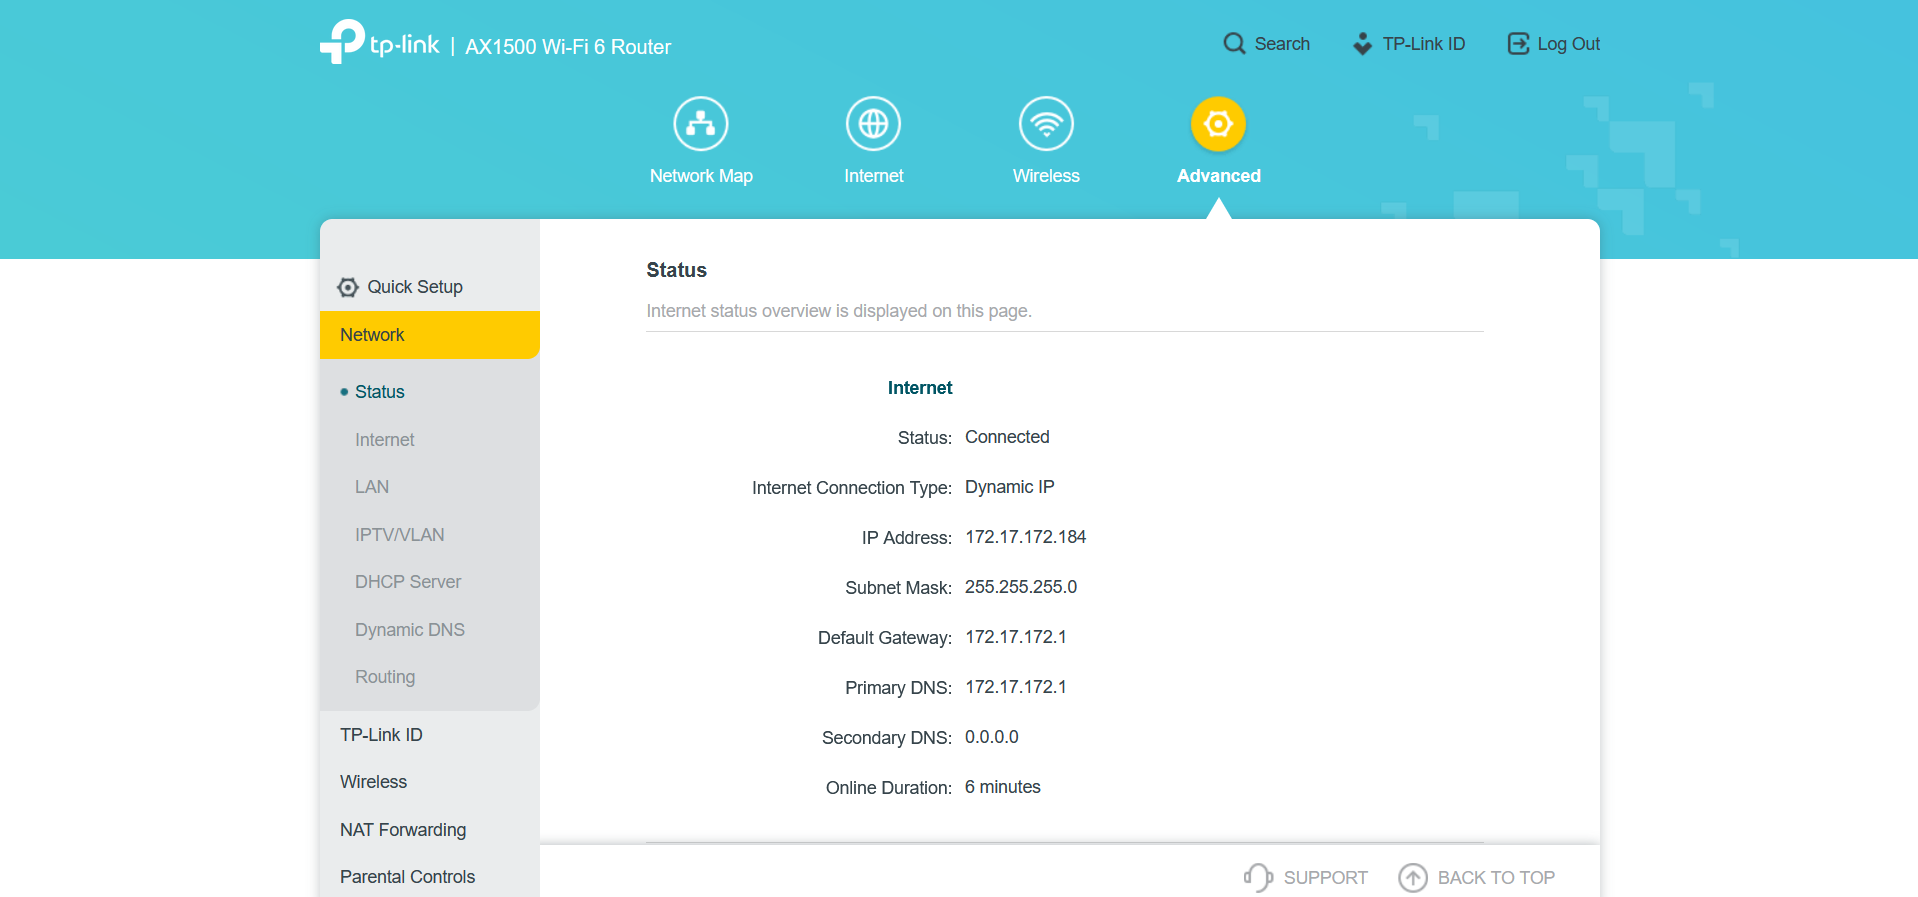 tp-link | AX1500 Wi-Fi 6 Router
Search
TP-Link ID
Log Out
Network Map
Internet
Wireless
Advanced
Quick Setup
Network
Status
Internet
LAN
IPTV/VLAN
DHCP Server
Dynamic DNS
Routing
TP-Link ID
Wireless
NAT Forwarding
Parental Controls
Status
Internet status overview is displayed on this page.
Internet
Status: Connected
Internet Connection Type: Dynamic IP
IP Address: 172.17.172.184
Subnet Mask: 255.255.255.0
Default Gateway: 172.17.172.1
Primary DNS: 172.17.172.1
Secondary DNS: 0.0.0.0
Online Duration: 6 minutes
SUPPORT
BACK TO TOP